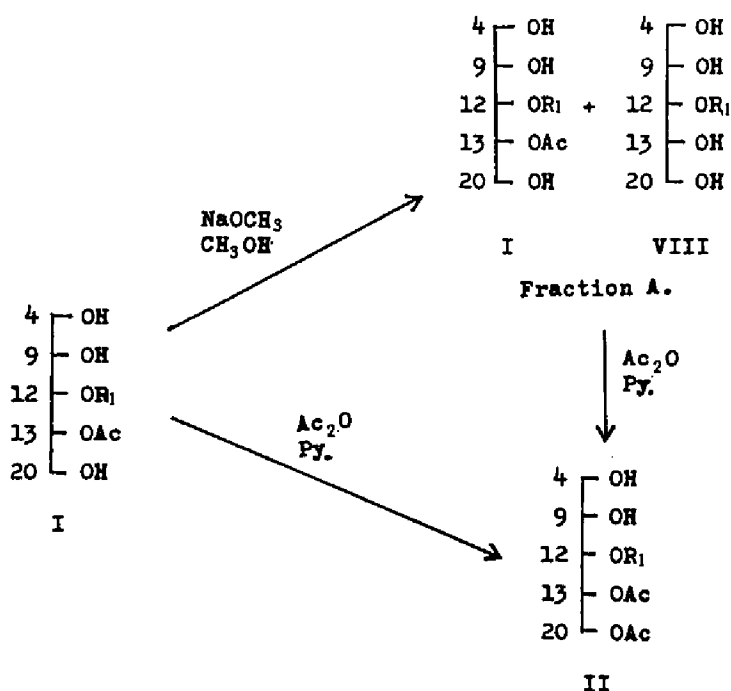 4 OH
9 OH
12 OR₁ +
13 OAc
20 OH
I
4 OH
9 OH
12 OR₁
13 OH
20 OH
VIII
Fraction A.
NaOCH₃
CH₃OH
Ac₂O
Py.
4 OH
9 OH
12 OR₁
13 OAc
20 OH
I
Ac₂O
Py.
4 OH
9 OH
12 OR₁
13 OAc
20 OAc
II